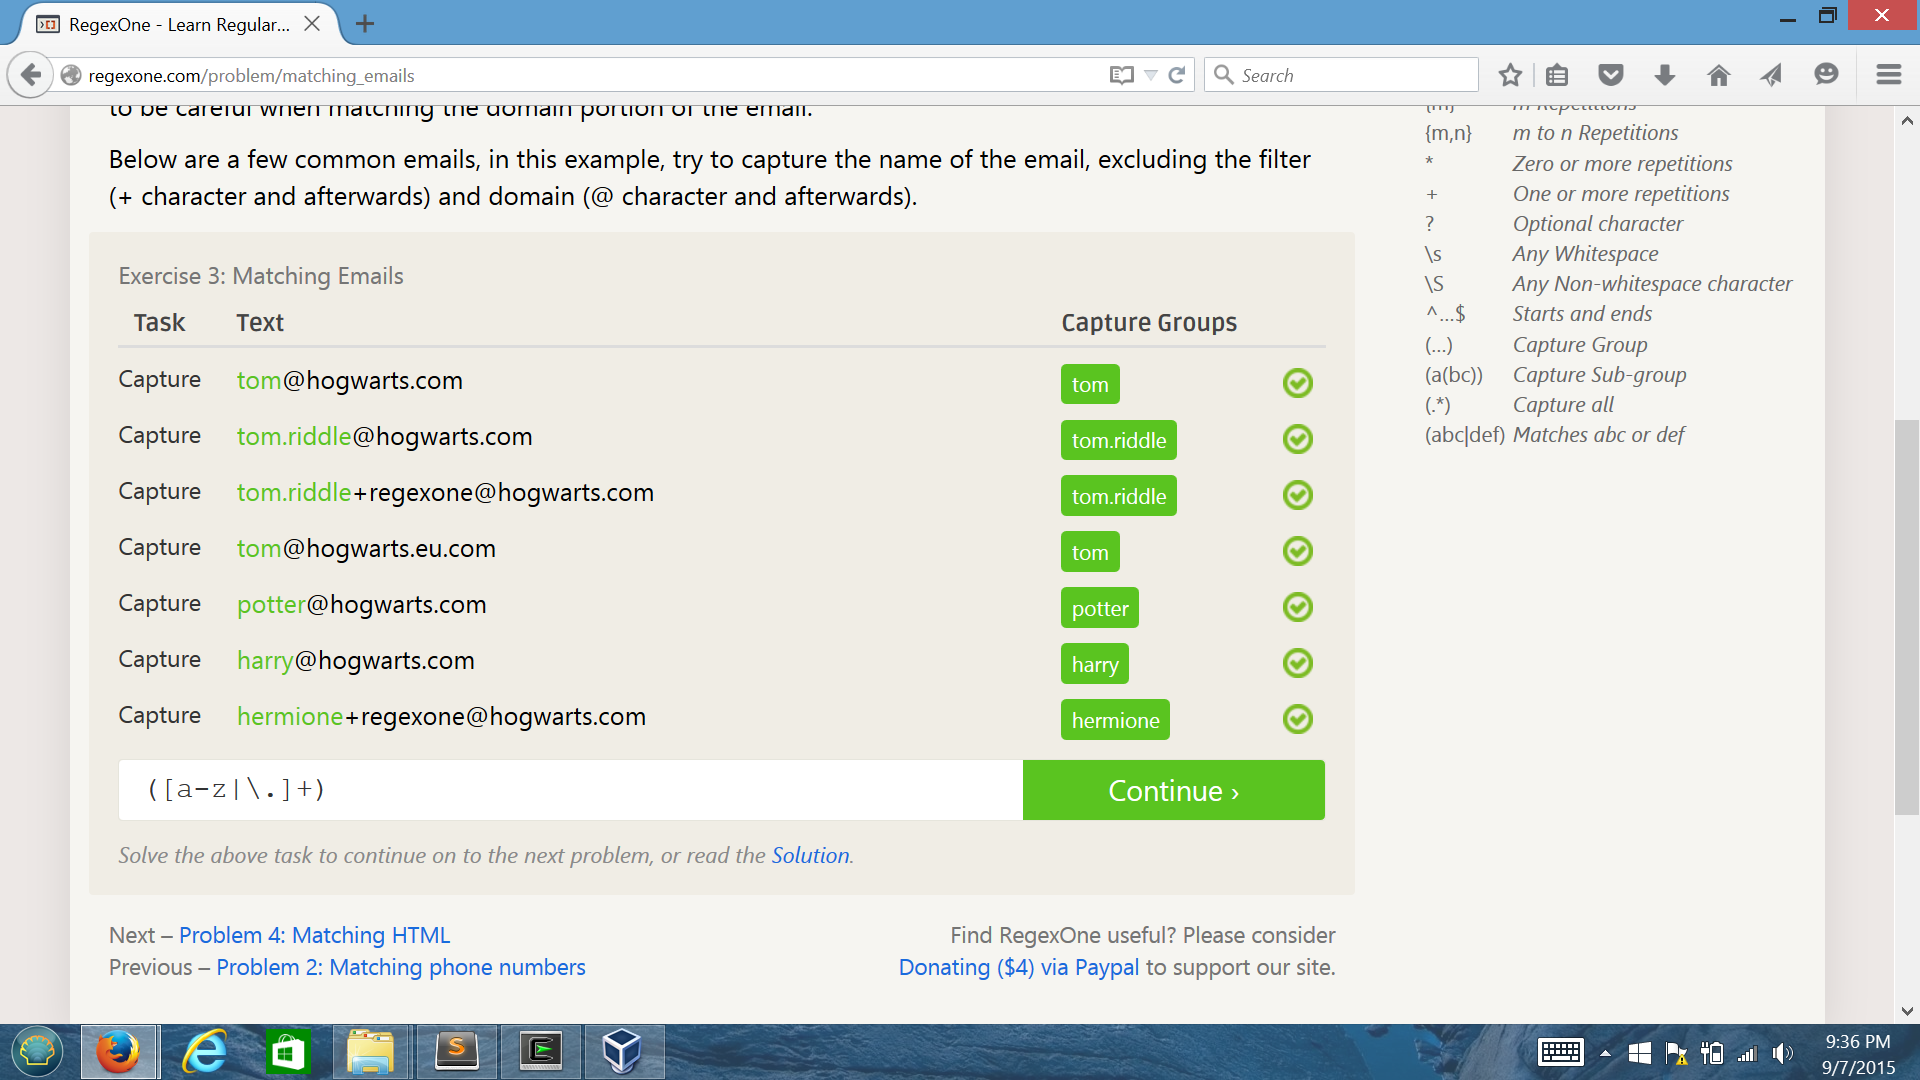 RegexOne - Learn Regular...
regexone.com/problem/matching_emails
Search
to be careful when matching the domain portion of the email.
Below are a few common emails, in this example, try to capture the name of the email, excluding the filter
(+ character and afterwards) and domain (@ character and afterwards).
Exercise 3: Matching Emails
Task Text Capture Groups
Capture tom@hogwarts.com tom
Capture tom.riddle@hogwarts.com tom.riddle
Capture tom.riddle+regexone@hogwarts.com tom.riddle
Capture tom@hogwarts.eu.com tom
Capture potter@hogwarts.com potter
Capture harry@hogwarts.com harry
Capture hermione+regexone@hogwarts.com hermione
([a-z|\.]+) Continue ›
Solve the above task to continue on to the next problem, or read the Solution.
Next – Problem 4: Matching HTML
Previous – Problem 2: Matching phone numbers
Find RegexOne useful? Please consider
Donating ($4) via Paypal to support our site.
{m} m Repetitions
{m,n} m to n Repetitions
* Zero or more repetitions
+ One or more repetitions
? Optional character
\s Any Whitespace
\S Any Non-whitespace character
^...$ Starts and ends
(...) Capture Group
(a(bc)) Capture Sub-group
(.*) Capture all
(abc|def) Matches abc or def
9:36 PM
9/7/2015